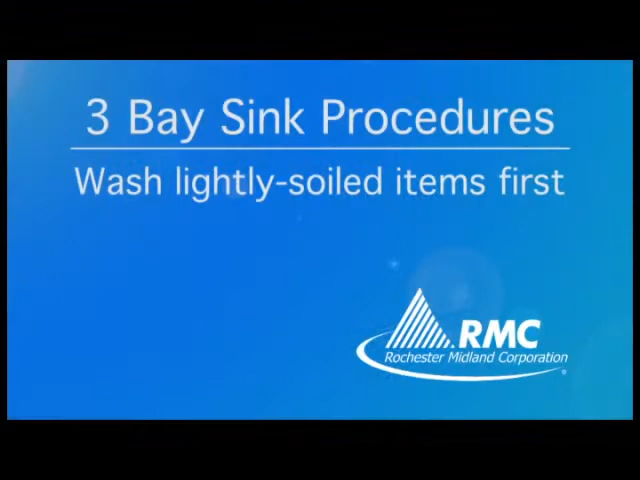 3 Bay Sink Procedures
Wash lightly-soiled items first
RMC
Rochester Midland Corporation
®